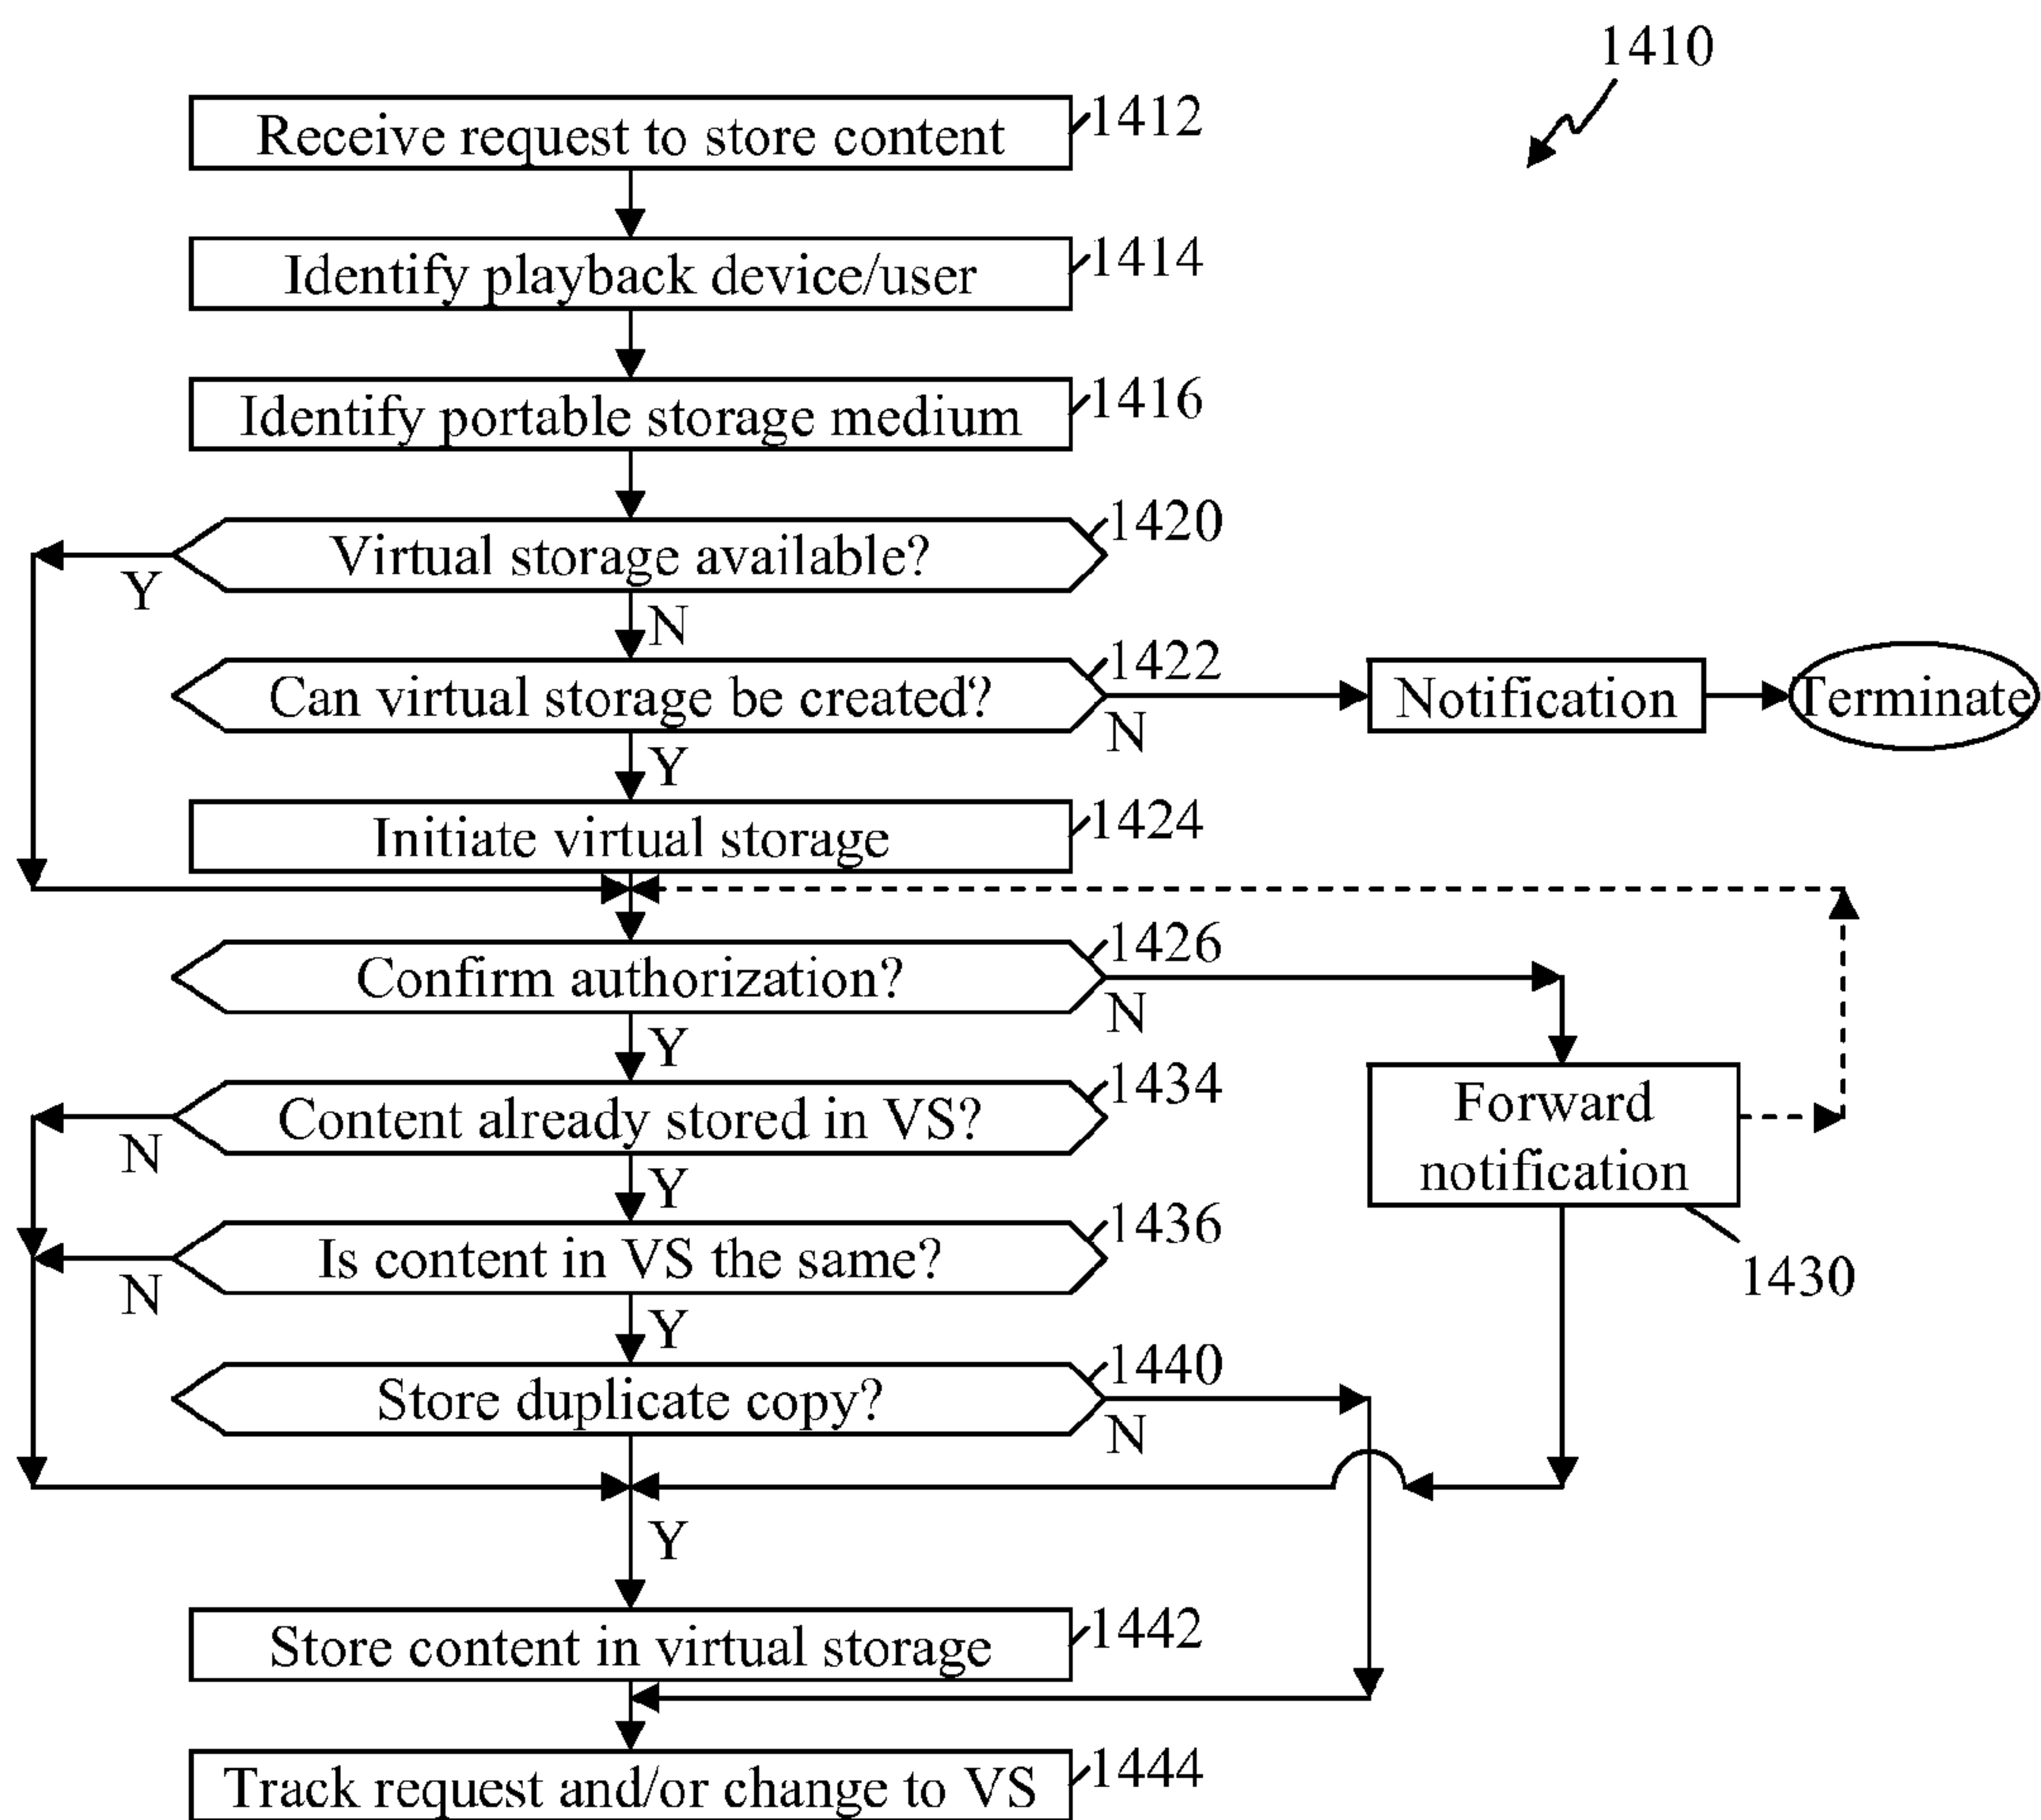 1410
Receive request to store content
1412
Identify playback device/user
1414
Identify portable storage medium
1416
Virtual storage available?
1420
Y
N
Can virtual storage be created?
1422
N
Notification
Terminate
Y
Initiate virtual storage
1424
Confirm authorization?
1426
N
Y
Forward
notification
1430
Content already stored in VS?
1434
N
Y
Is content in VS the same?
1436
N
Y
Store duplicate copy?
1440
N
Y
Store content in virtual storage
1442
Track request and/or change to VS
1444